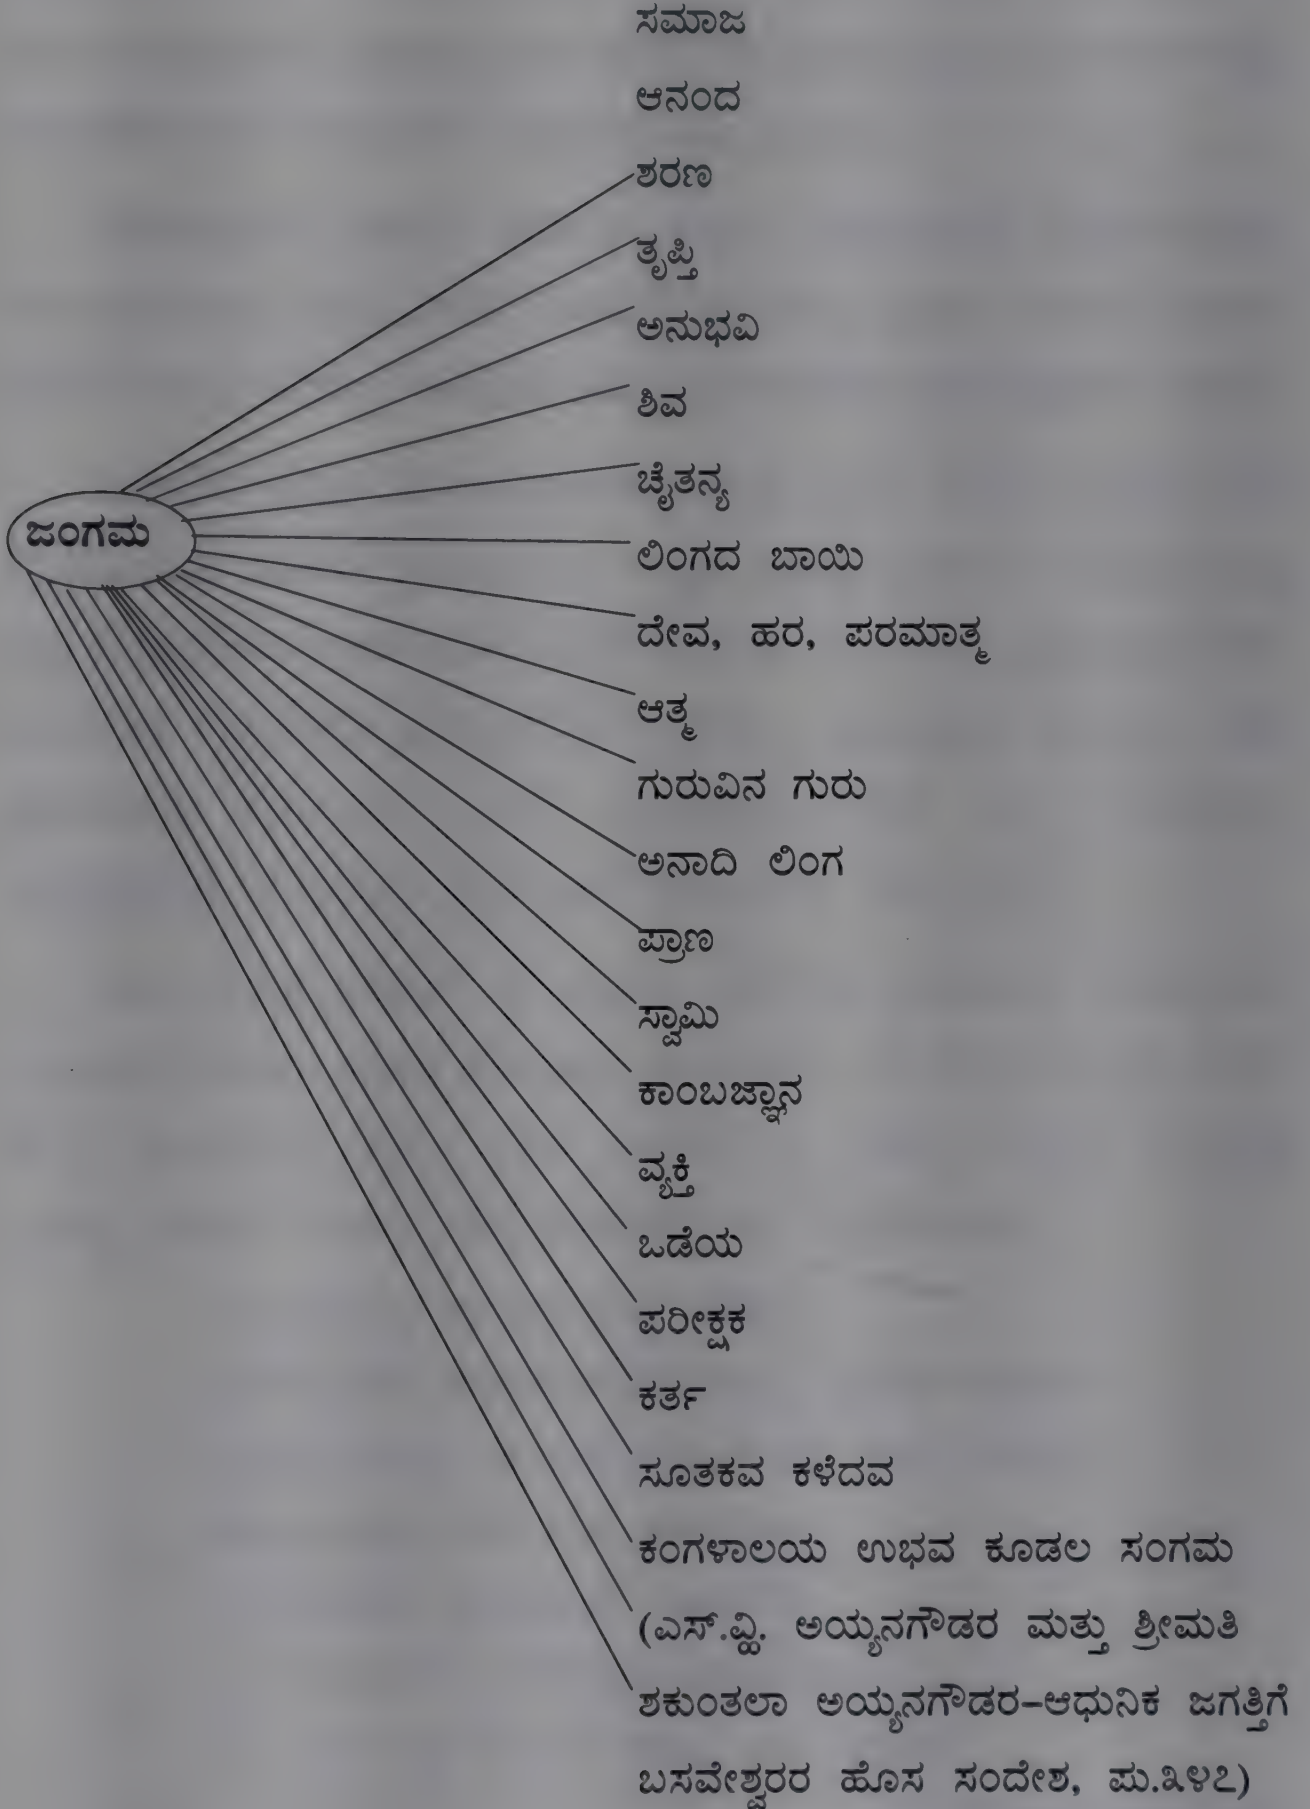 ಸಮಾಜ
ಆನಂದ
ಶರಣ
ತೃಪ್ತಿ
ಅನುಭವಿ
ಶಿವ
ಚೈತನ್ಯ
ಜಂಗಮ
ಲಿಂಗದ ಬಾಯಿ
ದೇವ, ಹರ, ಪರಮಾತ್ಮ
ಆತ್ಮ
ಗುರುವಿನ ಗುರು
ಅನಾದಿ ಲಿಂಗ
ಪ್ರಾಣ
ಸ್ವಾಮಿ
ಕಾಂಬಜ್ಞಾನ
ವ್ಯಕ್ತಿ
ಒಡೆಯ
ಪರೀಕ್ಷಕ
ಕರ್ತ
ಸೂತಕವ ಕಳೆದವ
ಕಂಗಳಾಲಯ ಉಭವ ಕೂಡಲ ಸಂಗಮ
(ಎಸ್.ವ್ಹಿ. ಅಯ್ಯನಗೌಡರ ಮತ್ತು ಶ್ರೀಮತಿ
ಶಕುಂತಲಾ ಅಯ್ಯನಗೌಡರ-ಆಧುನಿಕ ಜಗತ್ತಿಗೆ
ಬಸವೇಶ್ವರರ ಹೊಸ ಸಂದೇಶ, ಪು.೩೪೭)